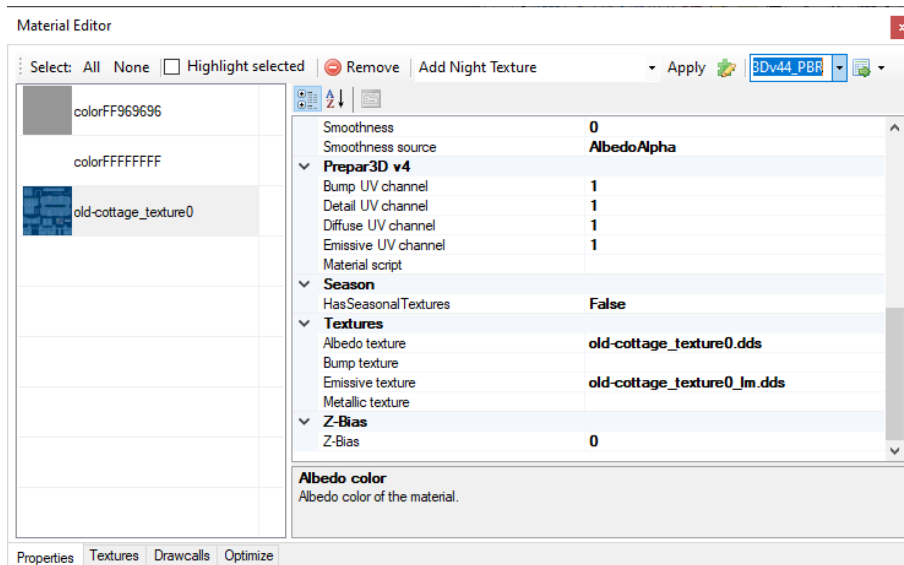 Material Editor
Select: All None Highlight selected Remove Add Night Texture Apply 3Dv44_PBR
colorFF969696
colorFFFFFFFF
old-cottage_texture0
Smoothness 0
Smoothness source AlbedoAlpha
Prepar3D v4
Bump UV channel 1
Detail UV channel 1
Diffuse UV channel 1
Emissive UV channel 1
Material script
Season
HasSeasonalTextures False
Textures
Albedo texture old-cottage_texture0.dds
Bump texture
Emissive texture old-cottage_texture0_lm.dds
Metallic texture
Z-Bias
Z-Bias 0
Albedo color
Albedo color of the material.
Properties Textures Drawcalls Optimize